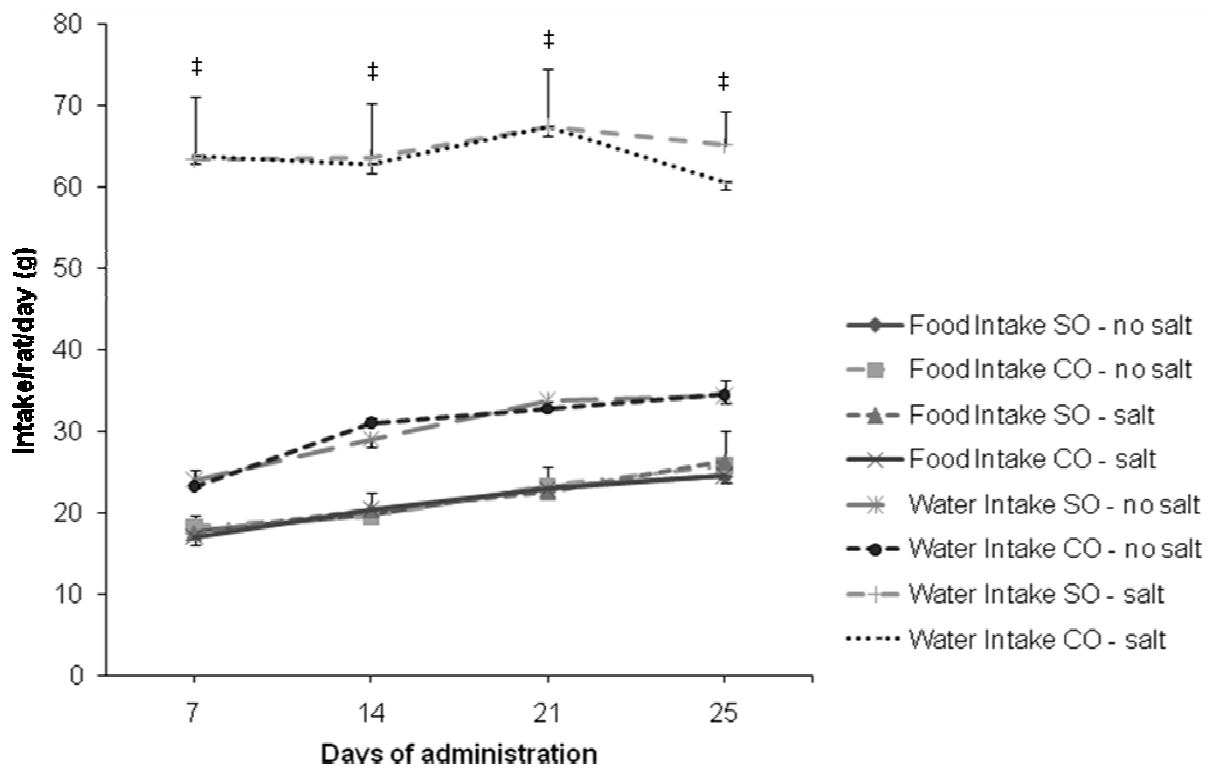 80
‡ ‡ ‡ ‡
70
60
50
40
30
20
10
0
7 14 21 25
Intake/rat/day (g)
Days of administration
Food Intake SO - no salt
Food Intake CO - no salt
Food Intake SO - salt
Food Intake CO - salt
Water Intake SO - no salt
Water Intake CO - no salt
Water Intake SO - salt
Water Intake CO - salt